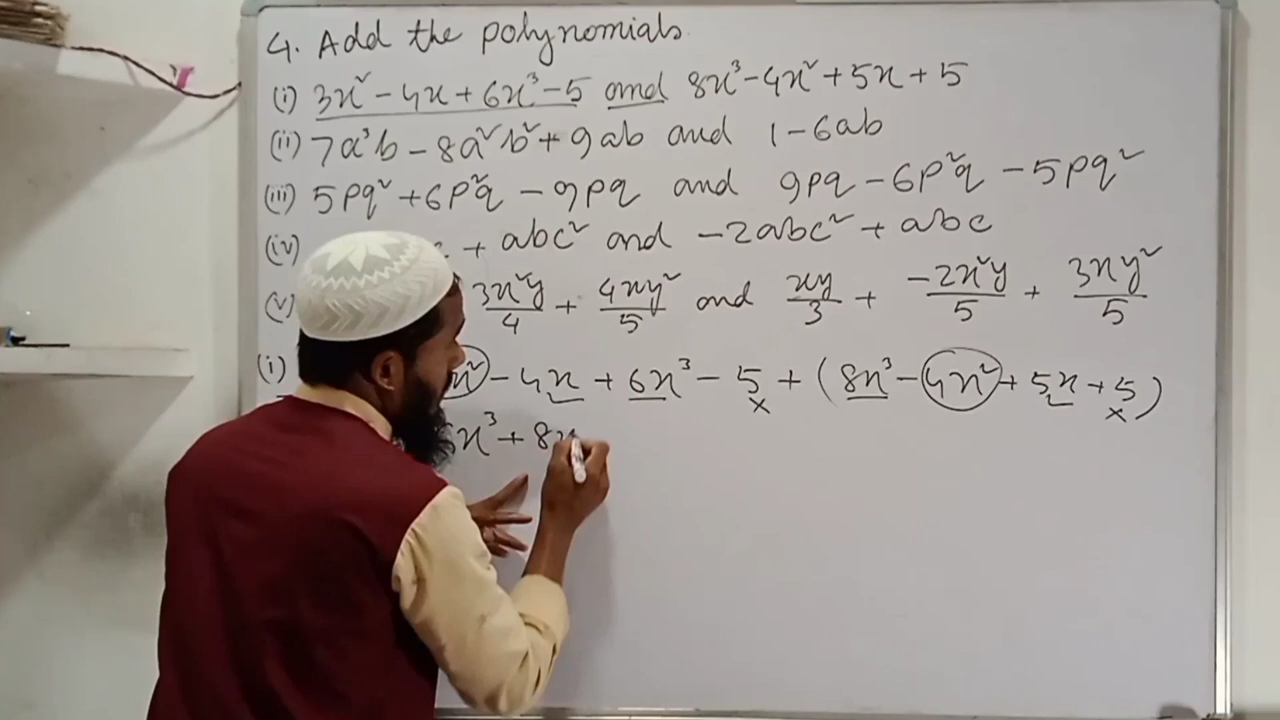 4. Add the polynomials.
(i) 3x² - 4x + 6x³ - 5 and 8x³ - 4x² + 5x + 5
(ii) 7a³b - 8a²b² + 9ab and 1 - 6ab
(iii) 5pq² + 6p²q - 9pq and 9pq - 6p²q - 5pq²
(iv) + abc² and -2abc² + abc
(v) 3x²y/4 + 4xy²/5 and xy/3 + -2x²y/5 + 3xy²/5
(i) x² - 4x + 6x³ - 5 + (8x³ - 4x² + 5x + 5)
6x³ + 8x